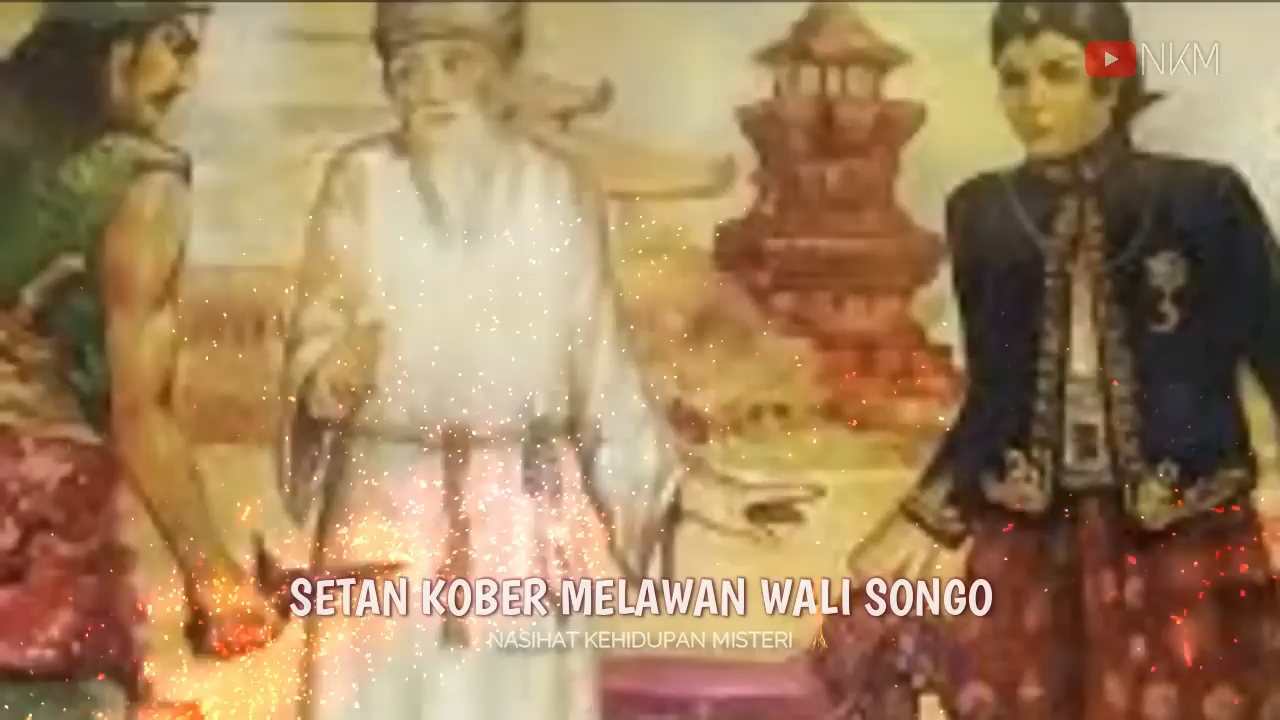 NKM
SETAN KOBER MELAWAN WALI SONGO
NASIHAT KEHIDUPAN MISTERI